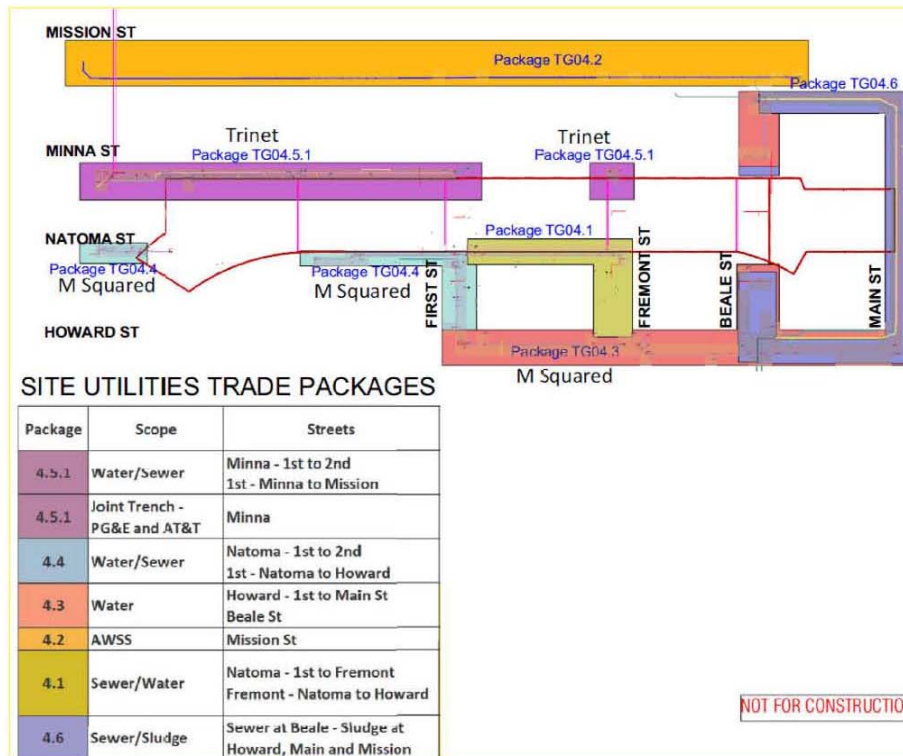 MISSION ST
Package TG04.2
Package TG04.6
Trinet
Trinet
MINNA ST
Package TG04.5.1
Package TG04.5.1
NATOMA ST
Package TG04.1
Package TG04.4
Package TG04.4
M Squared
M Squared
FIRST ST
FREMONT ST
BEALE ST
MAIN ST
HOWARD ST
Package TG04.3
M Squared
SITE UTILITIES TRADE PACKAGES
Package Scope Streets
4.5.1 Water/Sewer Minna - 1st to 2nd
1st - Minna to Mission
4.5.1 Joint Trench - PG&E and AT&T Minna
4.4 Water/Sewer Natoma - 1st to 2nd
1st - Natoma to Howard
4.3 Water Howard - 1st to Main St
Beale St
4.2 AWSS Mission St
4.1 Sewer/Water Natoma - 1st to Fremont
Fremont - Natoma to Howard
4.6 Sewer/Sludge Sewer at Beale - Sludge at
Howard, Main and Mission
NOT FOR CONSTRUCTIO